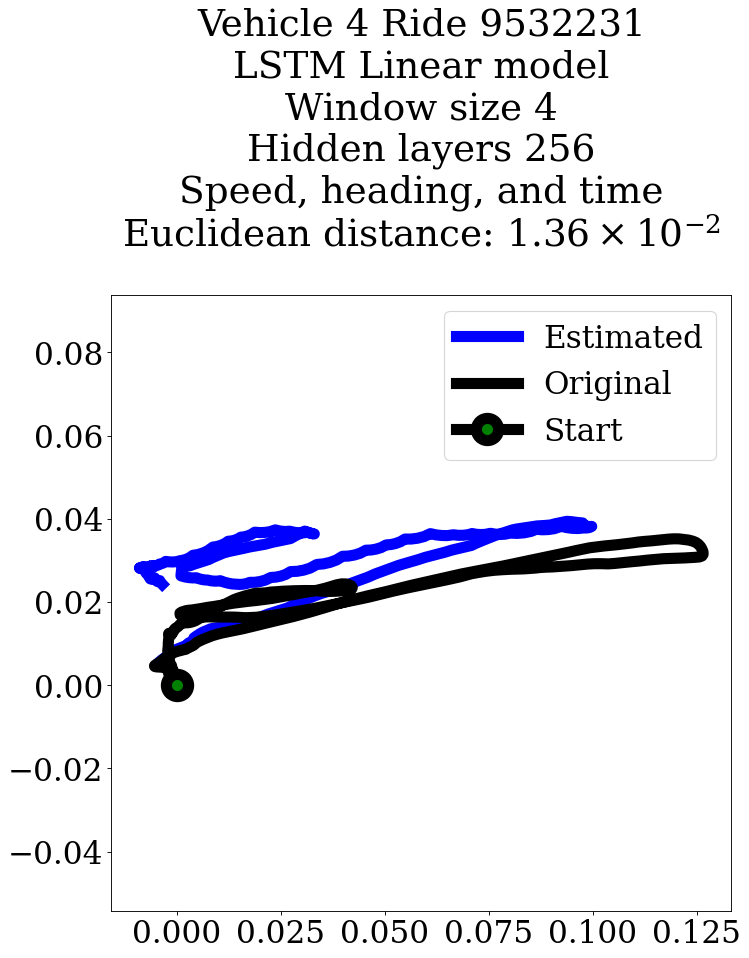 Vehicle 4 Ride 9532231
LSTM Linear model
Window size 4
Hidden layers 256
Speed, heading, and time
Euclidean distance: 1.36 × 10⁻²
Estimated
Original
Start
0.08
0.06
0.04
0.02
0.00
−0.02
−0.04
0.000 0.025 0.050 0.075 0.100 0.125